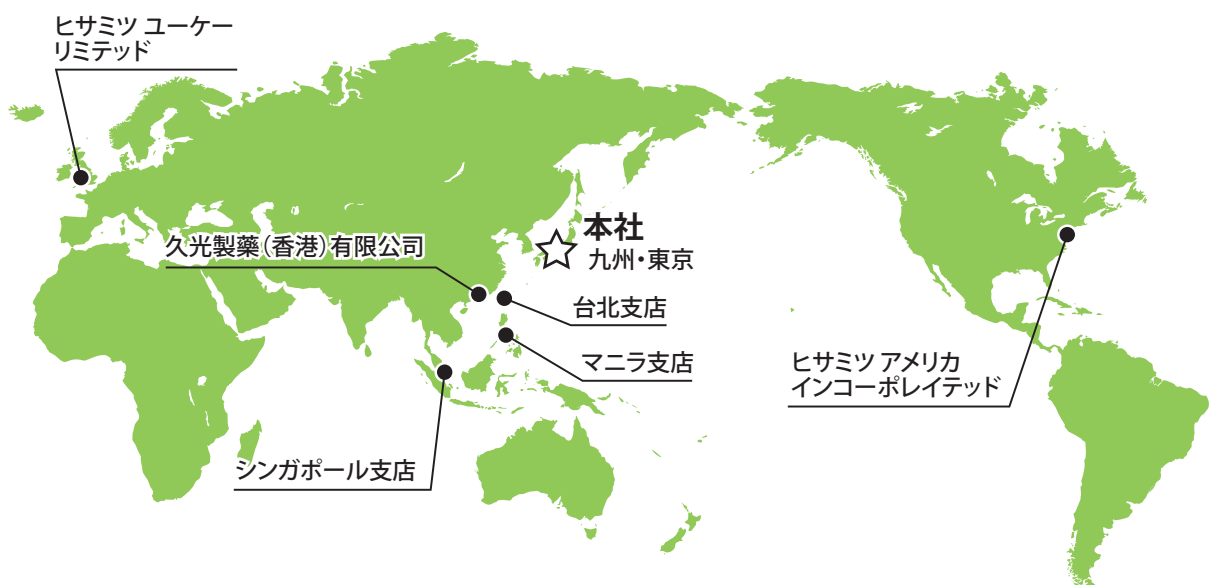 ヒサミツ ユーケー
リミテッド
本社
九州・東京
久光製藥（香港）有限公司
台北支店
マニラ支店
ヒサミツ アメリカ
インコーポレイテッド
シンガポール支店